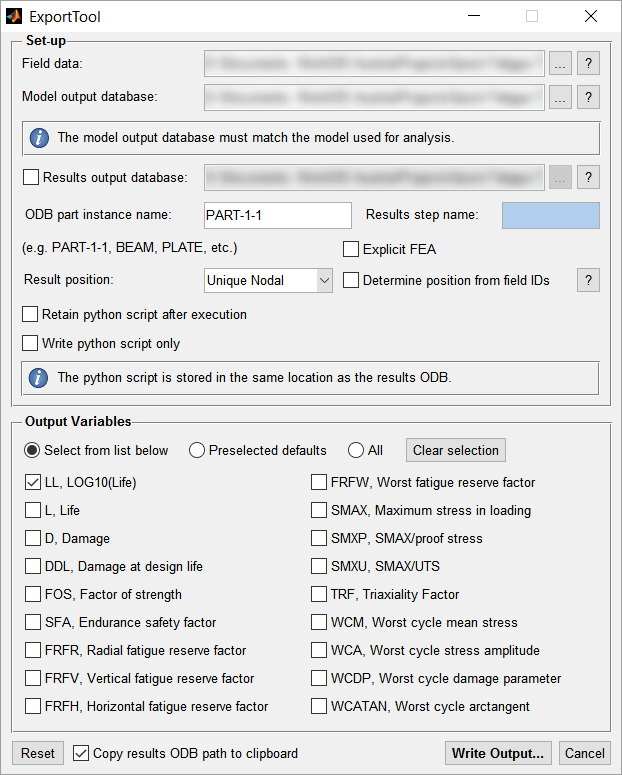 ExportTool
Set-up
Field data:
... ?
Model output database:
... ?
The model output database must match the model used for analysis.
Results output database:
... ?
ODB part instance name: PART-1-1 Results step name:
(e.g. PART-1-1, BEAM, PLATE, etc.) Explicit FEA
Result position: Unique Nodal Determine position from field IDs ?
Retain python script after execution
Write python script only
The python script is stored in the same location as the results ODB.
Output Variables
Select from list below Preselected defaults All Clear selection
LL, LOG10(Life)
L, Life
D, Damage
DDL, Damage at design life
FOS, Factor of strength
SFA, Endurance safety factor
FRFR, Radial fatigue reserve factor
FRFV, Vertical fatigue reserve factor
FRFH, Horizontal fatigue reserve factor
FRFW, Worst fatigue reserve factor
SMAX, Maximum stress in loading
SMXP, SMAX/proof stress
SMXU, SMAX/UTS
TRF, Triaxiality Factor
WCM, Worst cycle mean stress
WCA, Worst cycle stress amplitude
WCDP, Worst cycle damage parameter
WCATAN, Worst cycle arctangent
Reset Copy results ODB path to clipboard Write Output... Cancel